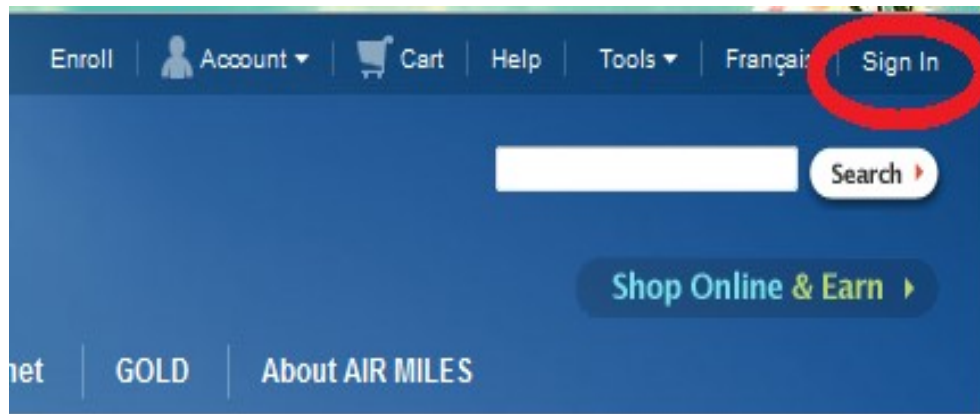 Enroll Account Cart Help Tools Sign In
Search
Shop Online & Earn
GOLD About AIR MILES